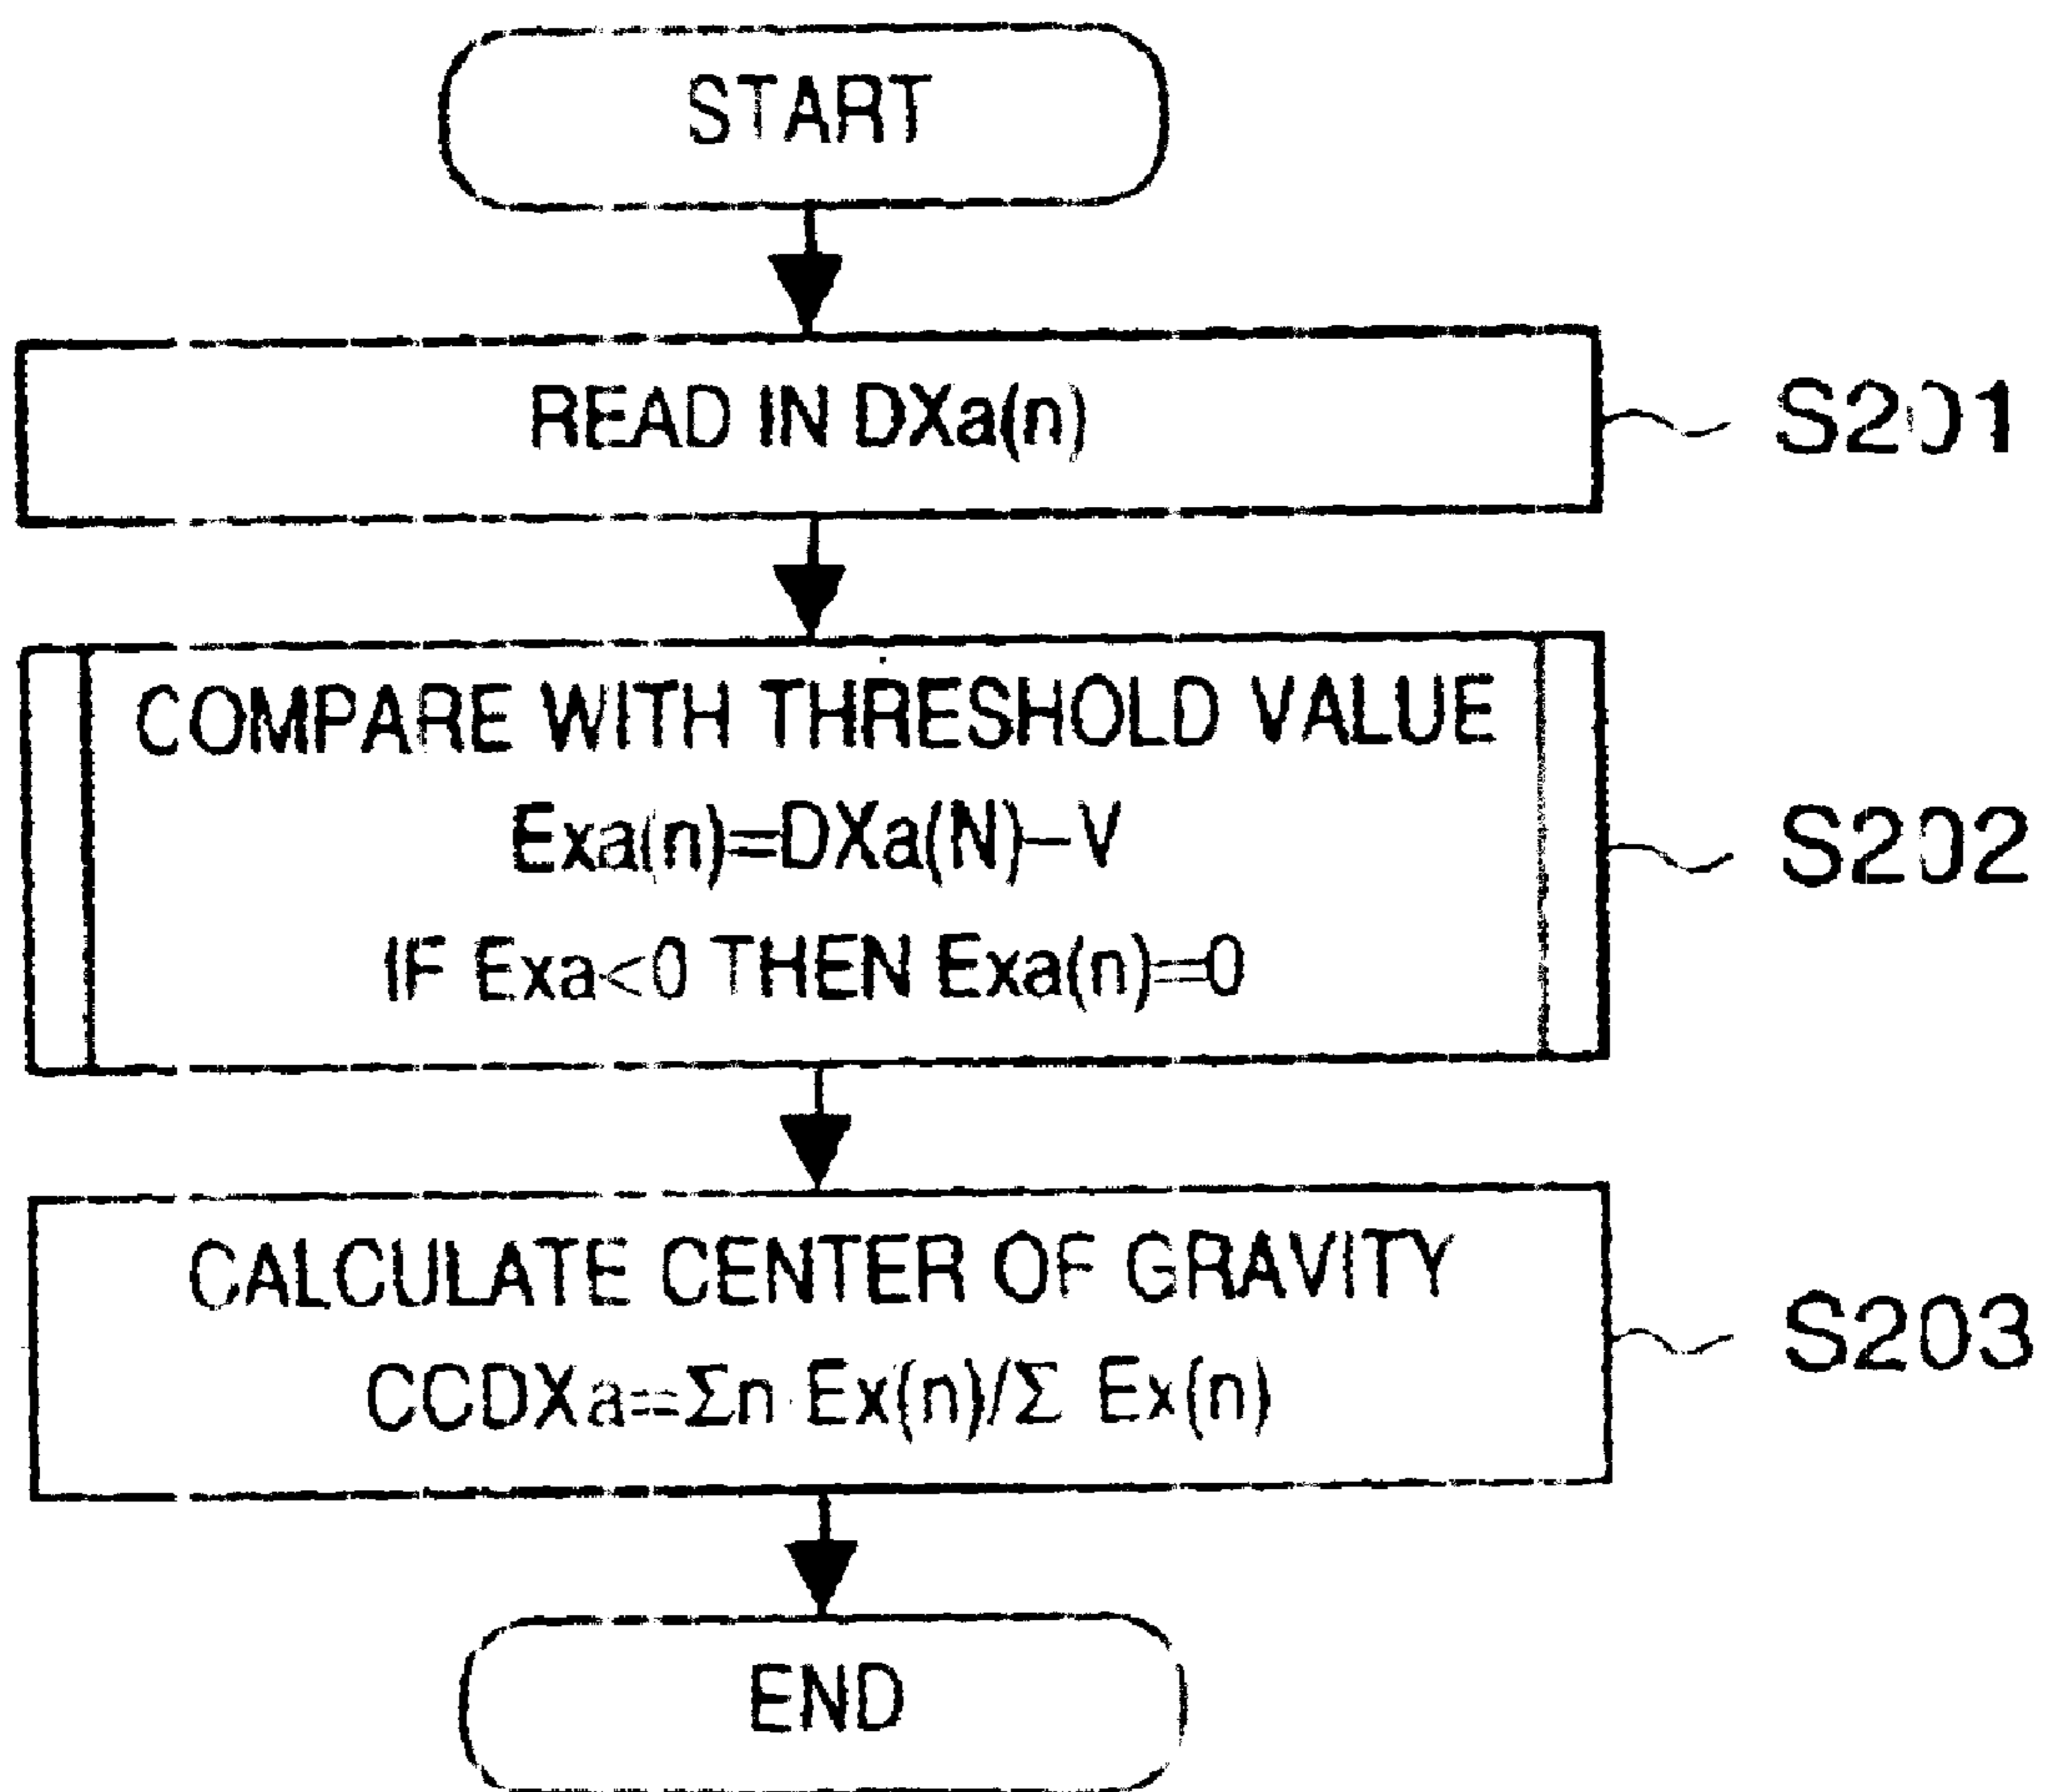 START
READ IN DXa(n)
S201
COMPARE WITH THRESHOLD VALUE
Exa(n)=DXa(N)–V
IF Exa<0 THEN Exa(n)=0
S202
CALCULATE CENTER OF GRAVITY
CCDXa=Σn·Ex(n)/Σ Ex(n)
S203
END